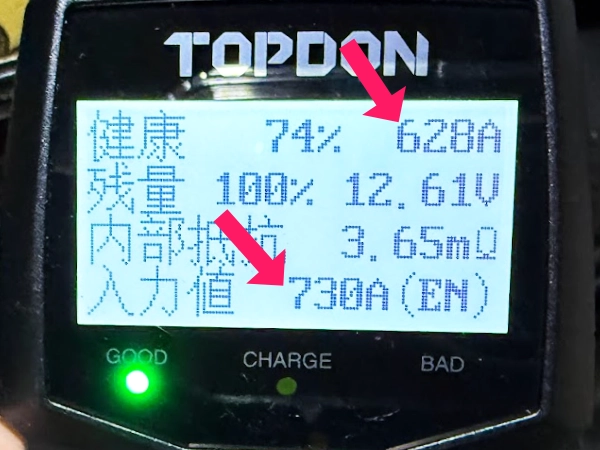 TOPDON
健康 74% 628A
残量 100% 12.61V
内部抵抗 3.65mΩ
入力値 730A(EN)
GOOD CHARGE BAD